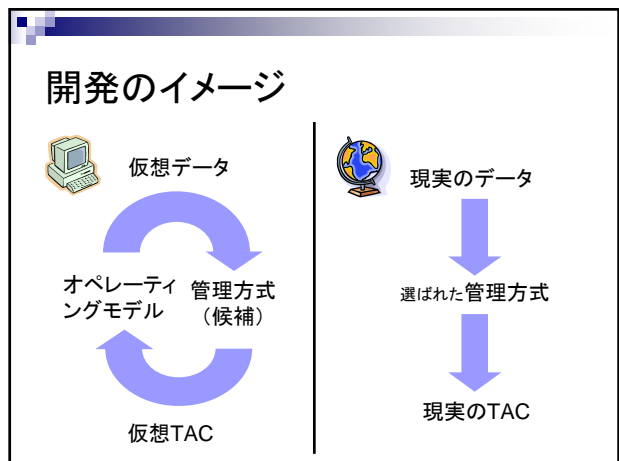 開発のイメージ
仮想データ
オペレーティ
ングモデル
管理方式
（候補）
仮想TAC
現実のデータ
選ばれた管理方式
現実のTAC